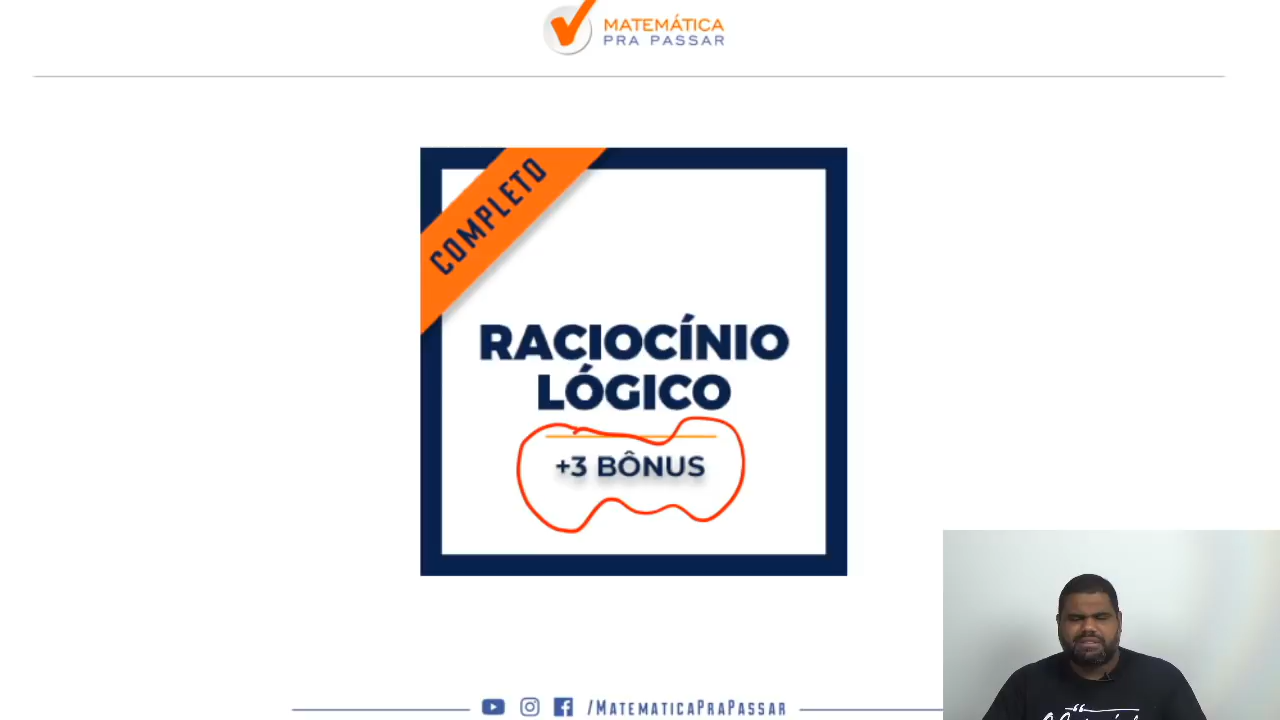 MATEMÁTICA
PRA PASSAR
COMPLETO
RACIOCÍNIO
LÓGICO
+3 BÔNUS
/MATEMATICAPRAPASSAR